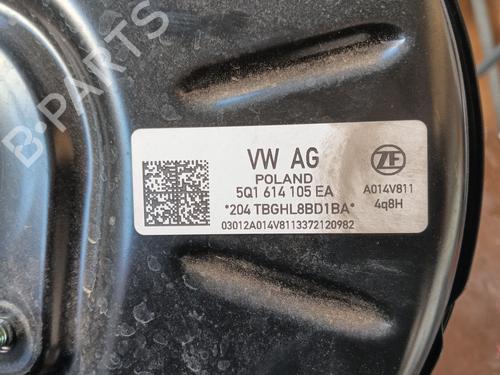 B-PARTS
VW AG
POLAND
5Q1 614 105 EA
*204 TBGHL8BD1BA*
03012A014V8113372120982
ZF
A014V811
4q8H